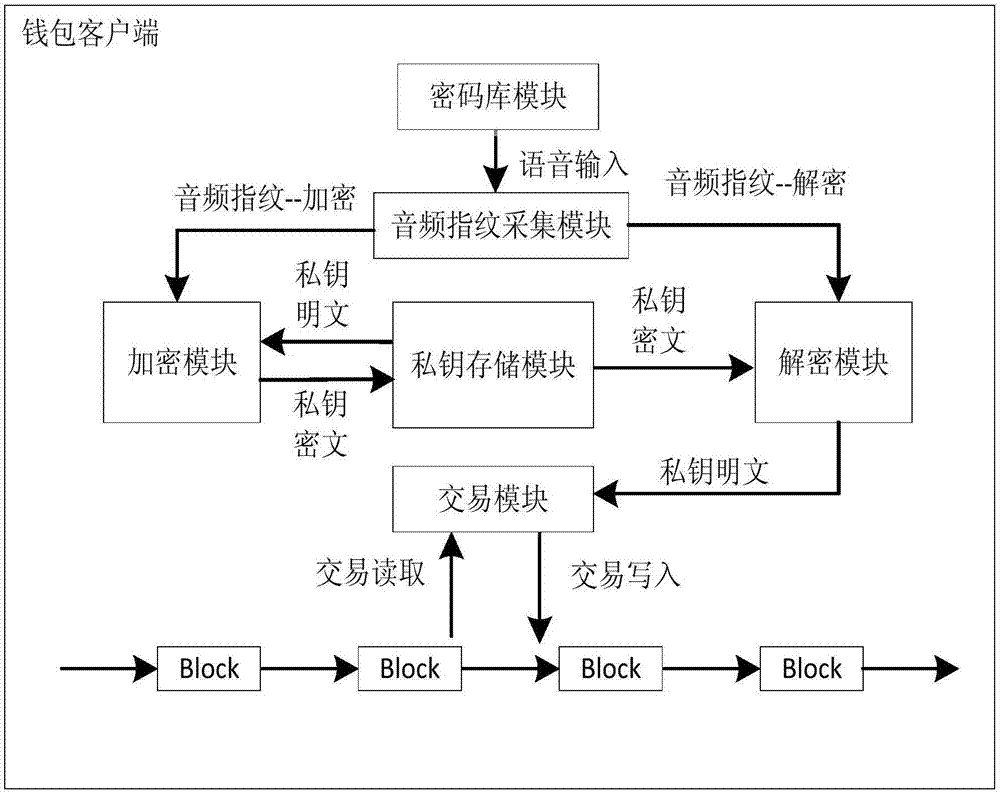 钱包客户端
密码库模块
语音输入
音频指纹--加密
音频指纹--解密
音频指纹采集模块
私钥
明文
私钥
密文
加密模块
私钥存储模块
解密模块
私钥
密文
私钥明文
交易模块
交易读取
交易写入
Block
Block
Block
Block